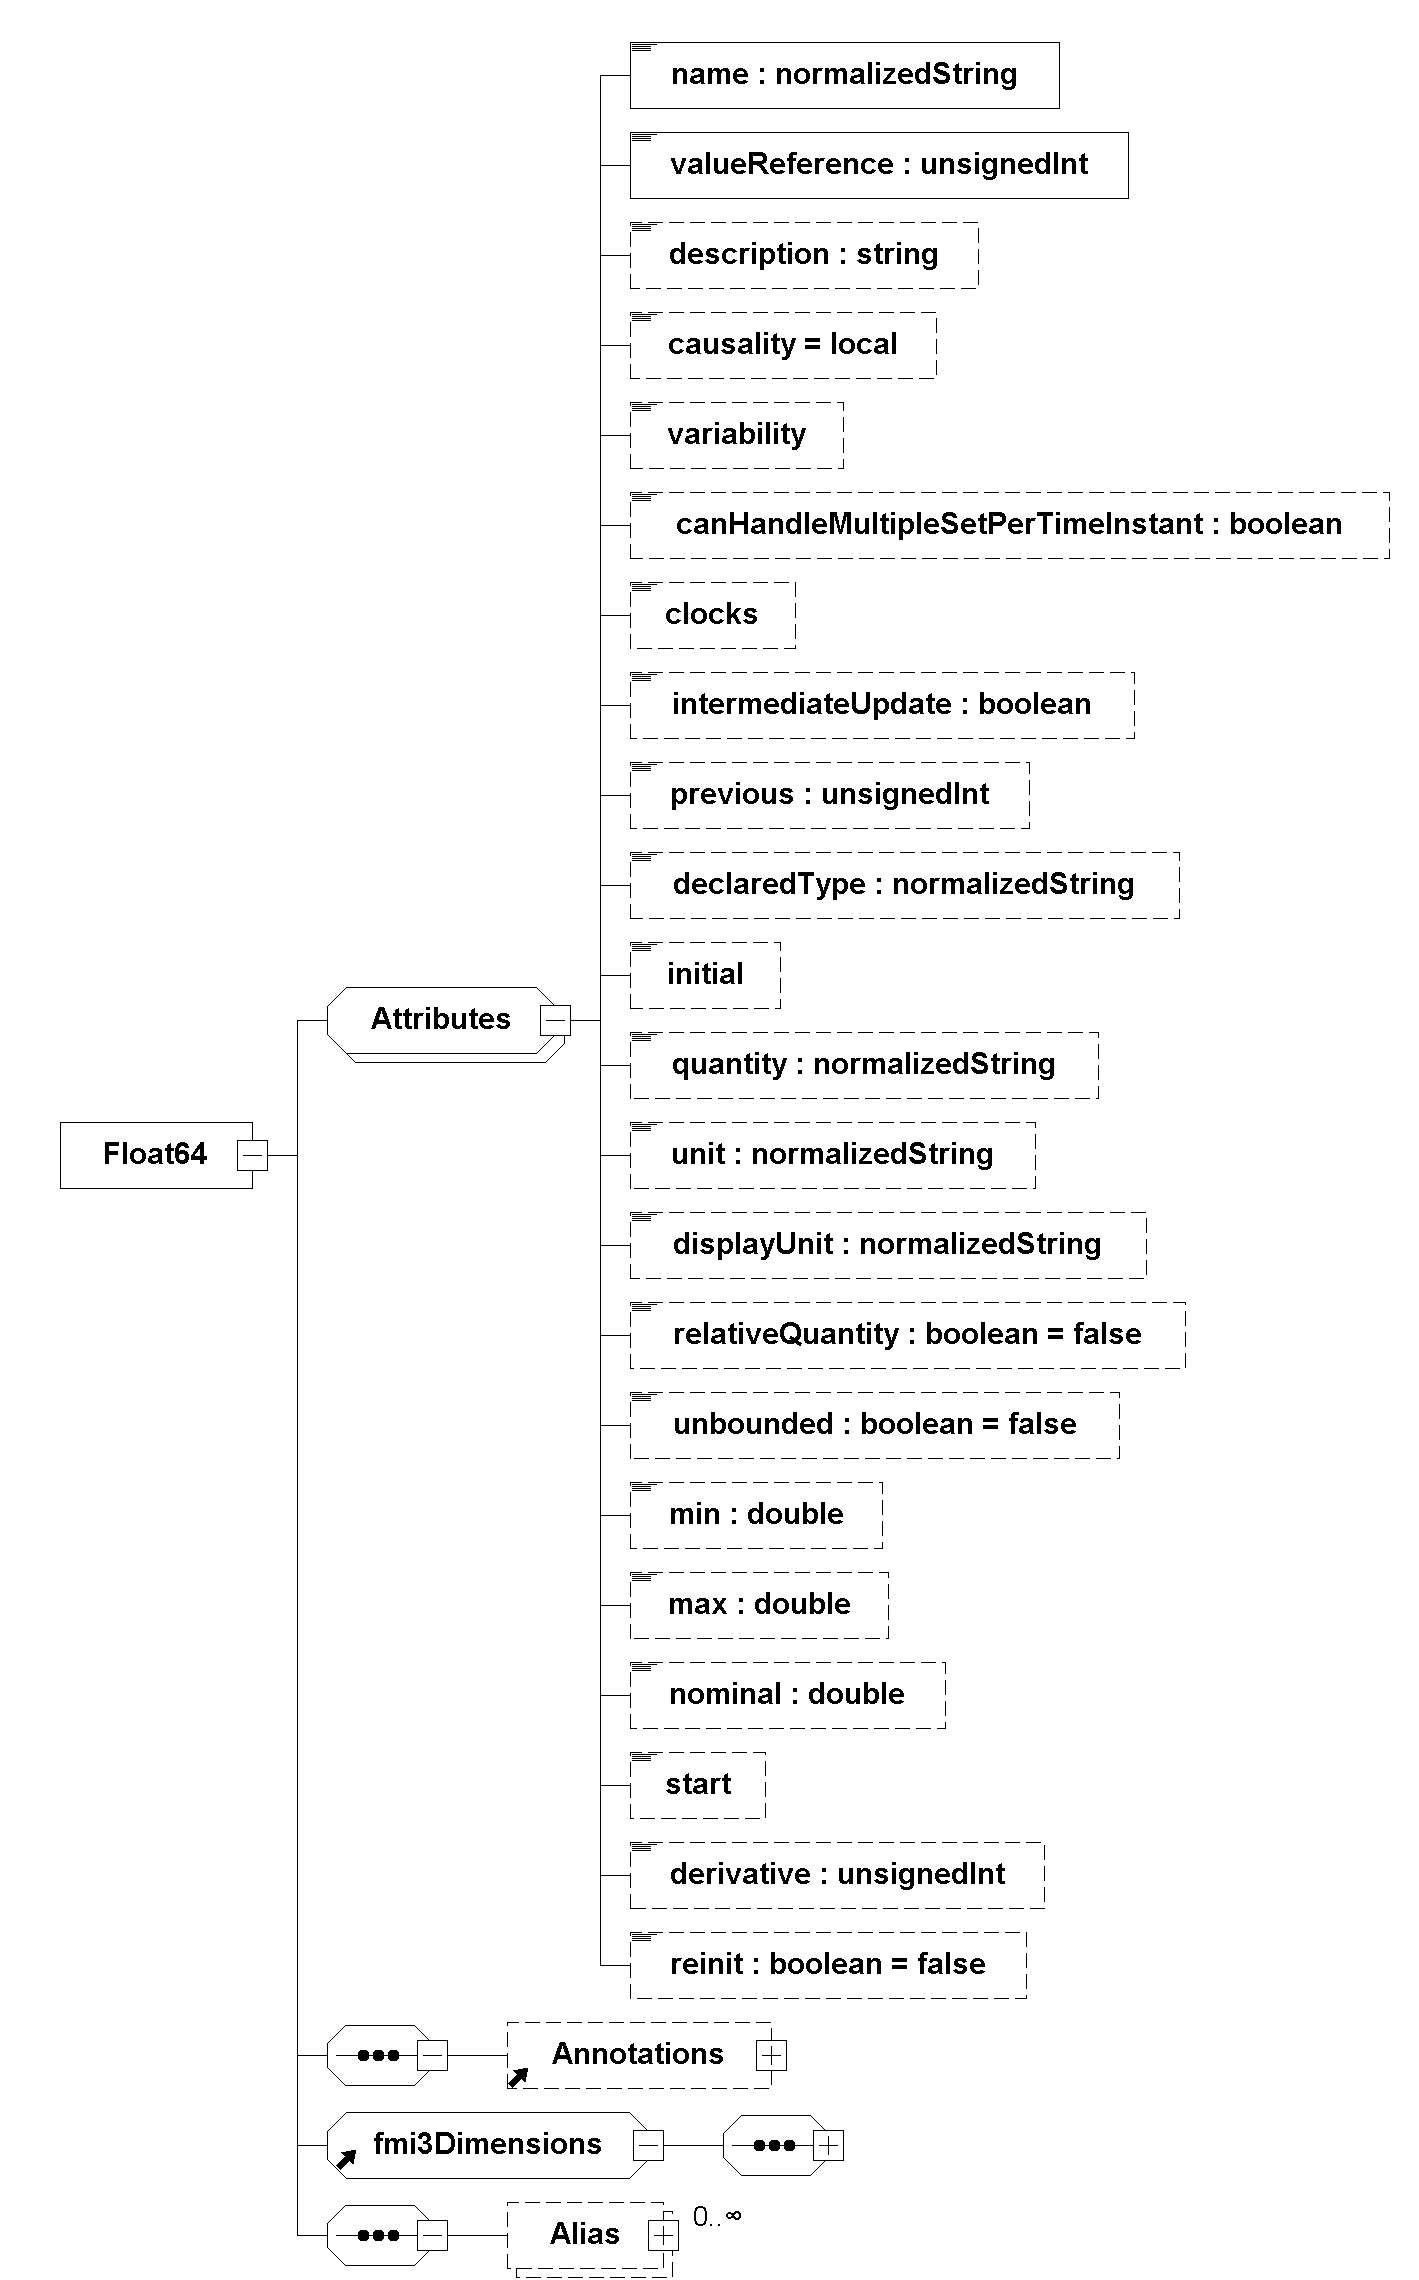 name : normalizedString
valueReference : unsignedInt
description : string
causality = local
variability
canHandleMultipleSetPerTimeInstant : boolean
clocks
intermediateUpdate : boolean
previous : unsignedInt
declaredType : normalizedString
initial
Attributes
quantity : normalizedString
unit : normalizedString
Float64
displayUnit : normalizedString
relativeQuantity : boolean = false
unbounded : boolean = false
min : double
max : double
nominal : double
start
derivative : unsignedInt
reinit : boolean = false
Annotations
fmi3Dimensions
Alias
0..∞